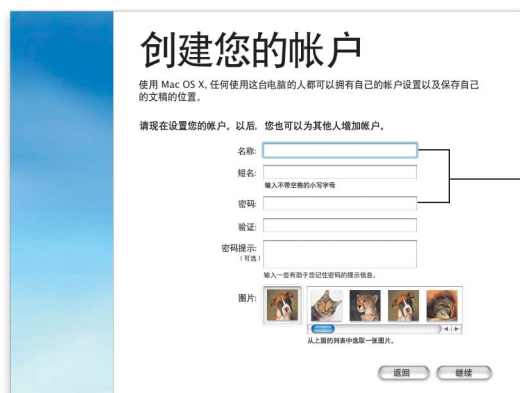 创建您的帐户
使用 Mac OS X, 任何使用这台电脑的人都可以拥有自己的帐户设置以及保存自己
的文稿的位置。
请现在设置您的帐户。以后，您也可以为其他人增加帐户。
名称:
短名:
输入不带空格的小写字母
密码:
验证:
密码提示:
（可选）
输入一些有助于您记住密码的提示信息。
图片:
从上面的列表中选取一张图片。
返回
继续